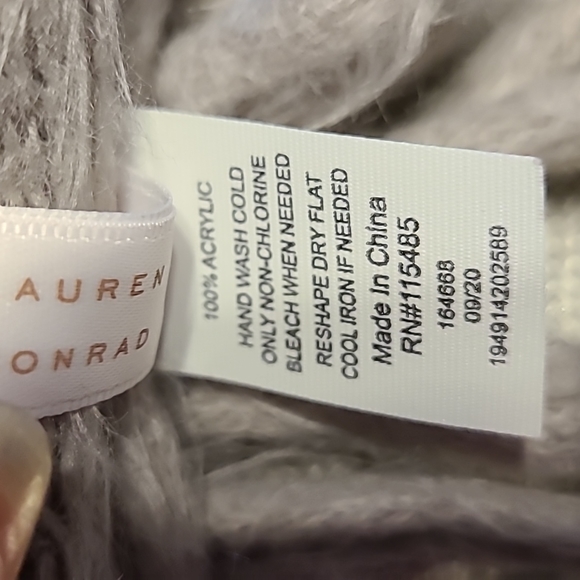 AUREN
ONRAD
100% ACRYLIC
HAND WASH COLD
ONLY NON-CHLORINE
BLEACH WHEN NEEDED
RESHAPE DRY FLAT
COOL IRON IF NEEDED
Made In China
RN#115485
164668
09/20
194914202589